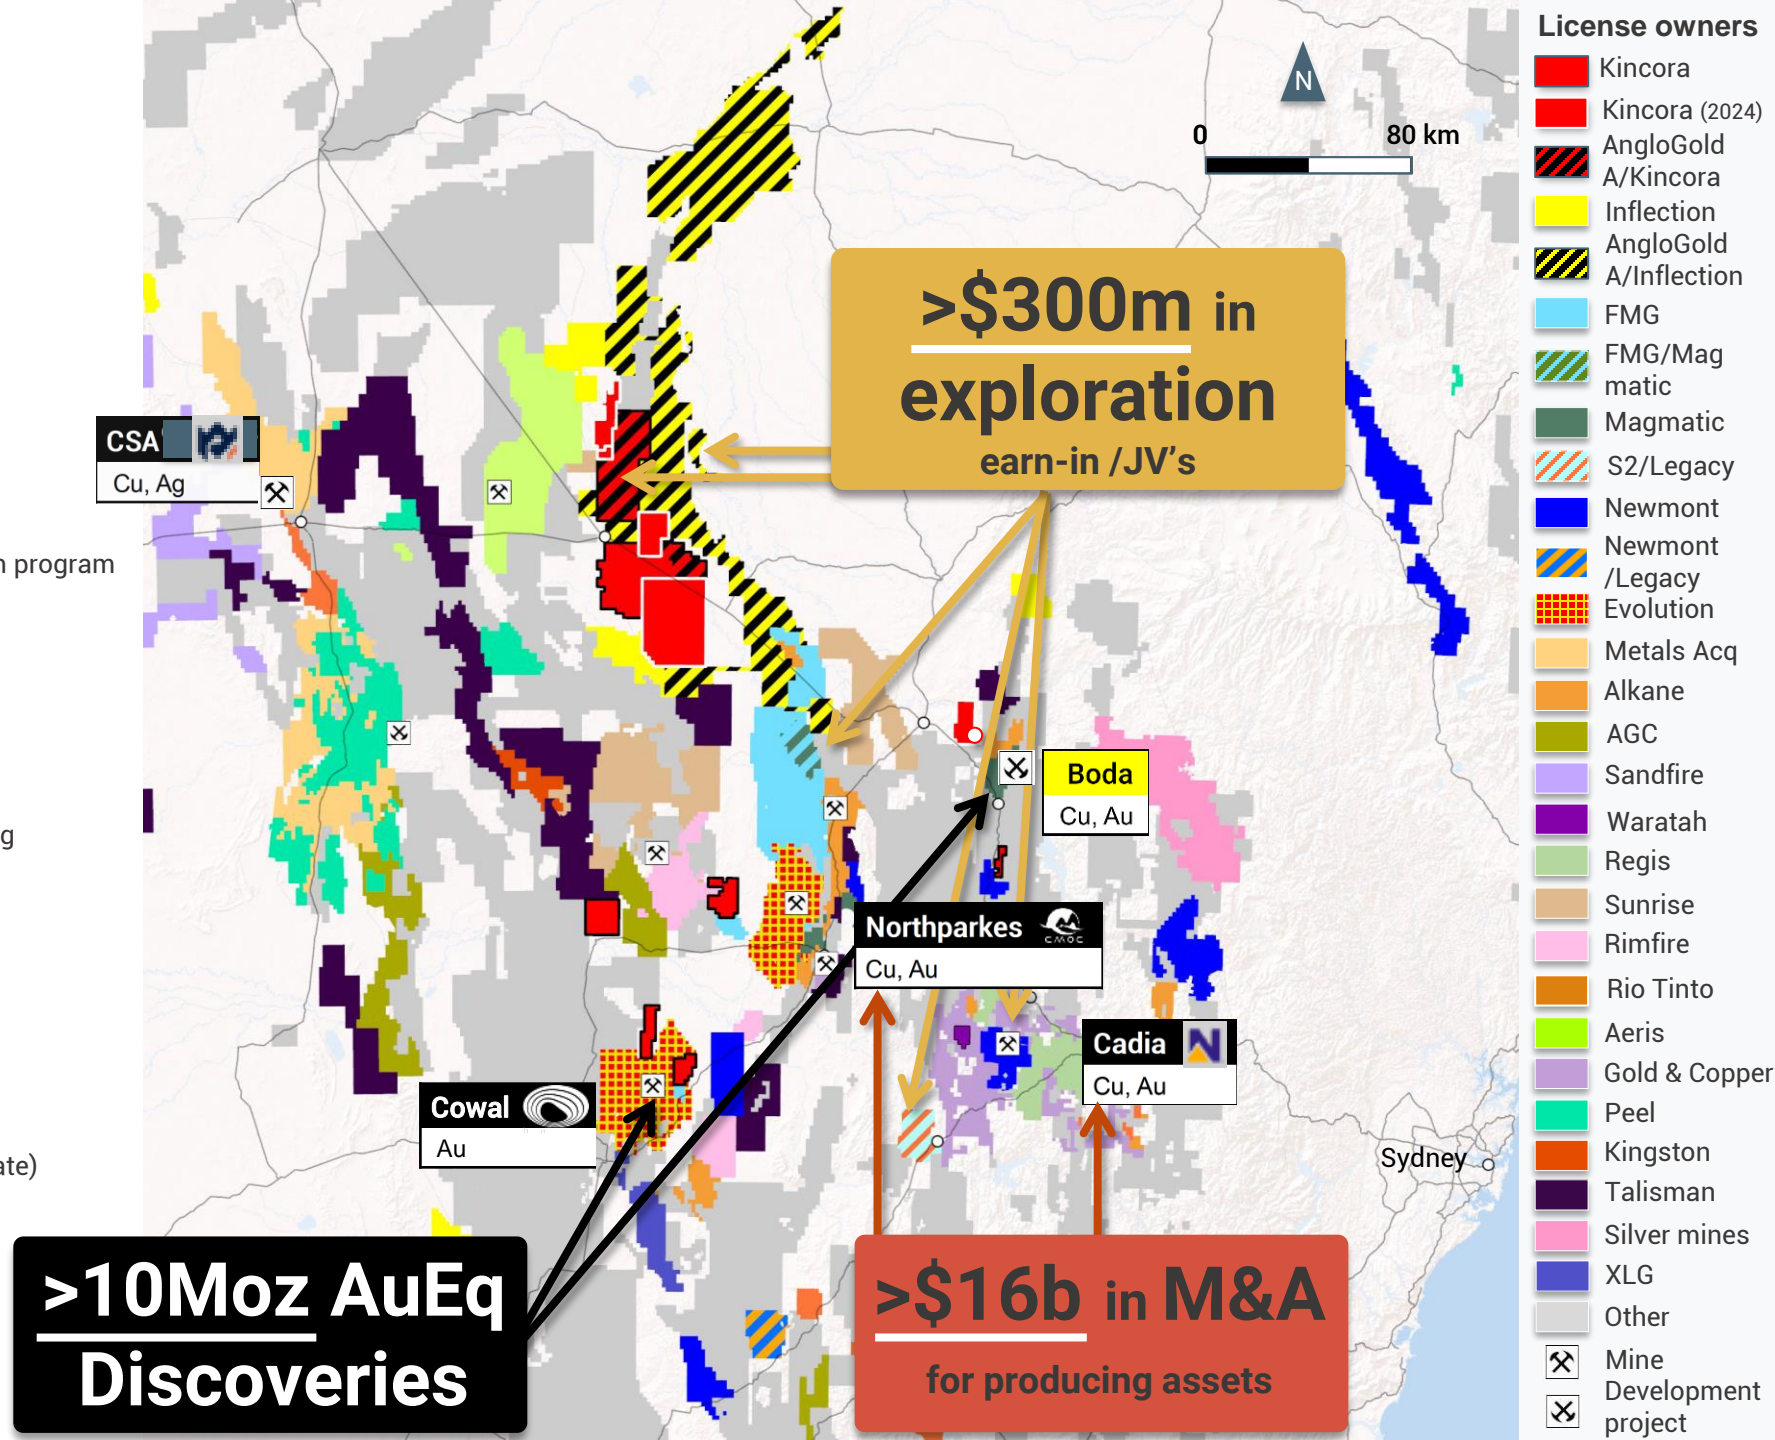 License owners
Kincora
Kincora (2024)
AngloGold
A/Kincora
Inflection
AngloGold
A/Inflection
FMG
FMG/Mag
matic
Magmatic
S2/Legacy
Newmont
Newmont
/Legacy
Evolution
Metals Acq
Alkane
AGC
Sandfire
Waratah
Regis
Sunrise
Rimfire
Rio Tinto
Aeris
Gold & Copper
Peel
Kingston
Talisman
Silver mines
XLG
Other
Mine
Development
project
N
0 80 km
>$300m in
exploration
earn-in /JV's
CSA
Cu, Ag
n program
g
ate)
Boda
Cu, Au
Northparkes
CMOC
Cu, Au
Cadia
Cu, Au
Cowal
Au
Sydney
>10Moz AuEq
Discoveries
>$16b in M&A
for producing assets